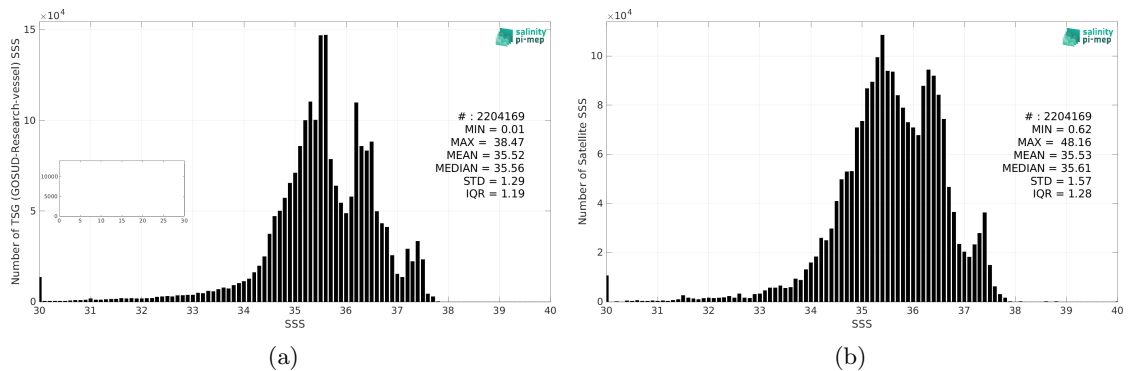 ×10⁴
15
10
5
0
Number of TSG (GOSUD-Research-vessel) SSS
salinity
pi-mep
# : 2204169
MIN = 0.01
MAX = 38.47
MEAN = 35.52
MEDIAN = 35.56
STD = 1.29
IQR = 1.19
10000
5000
0
0 5 10 15 20 25 30
30 31 32 33 34 35 36 37 38 39 40
SSS
(a)
×10⁴
10
8
6
4
2
0
Number of Satellite SSS
salinity
pi-mep
# : 2204169
MIN = 0.62
MAX = 48.16
MEAN = 35.53
MEDIAN = 35.61
STD = 1.57
IQR = 1.28
30 31 32 33 34 35 36 37 38 39 40
SSS
(b)